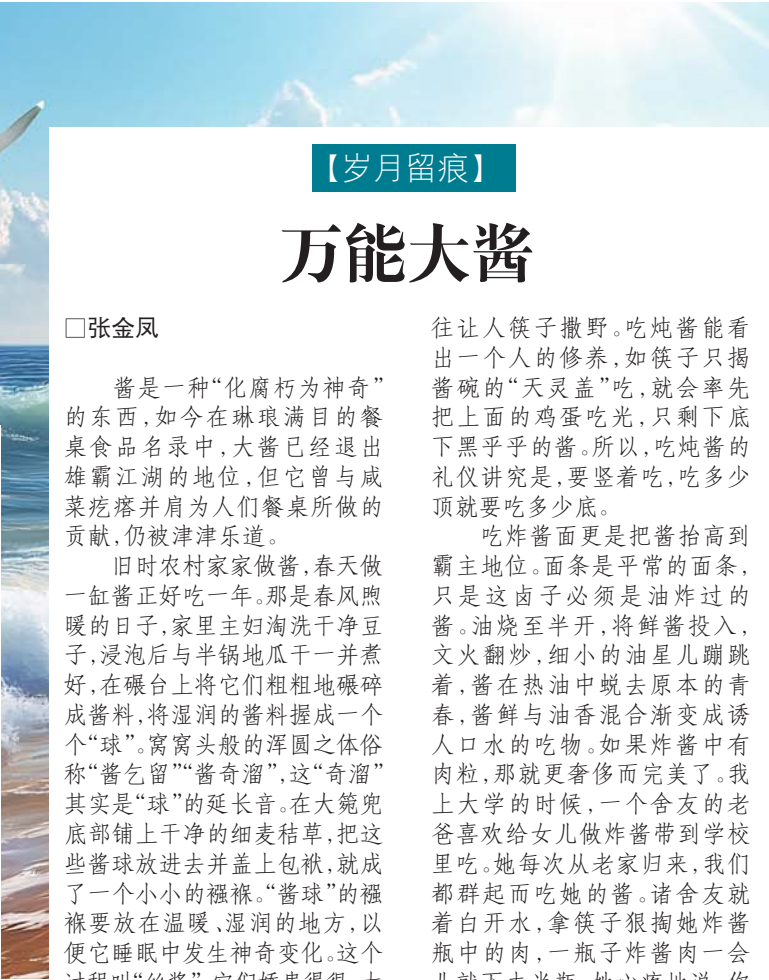 【岁月留痕】
万能大酱
□张金凤
酱是一种“化腐朽为神奇”
的东西,如今在琳琅满目的餐
桌食品名录中,大酱已经退出
雄霸江湖的地位,但它曾与咸
菜疙瘩并肩为人们餐桌所做的
贡献,仍被津津乐道。
旧时农村家家做酱,春天做
一缸酱正好吃一年。那是春风煦
暖的日子,家里主妇淘洗干净豆
子,浸泡后与半锅地瓜干一并煮
好,在碾台上将它们粗粗地碾碎
成酱料,将湿润的酱料握成一个
个“球”。窝窝头般的浑圆之体俗
称“酱乞留”“酱奇溜”,这“奇溜”
其实是“球”的延长音。在大篼兜
底部铺上干净的细麦秸草,把这
些酱球放进去并盖上包袱,就成
了一个小小的襁褓。“酱球”的襁
褓要放在温暖、湿润的地方,以
便它睡眠中发生神奇变化。这个
往让人筷子撒野。吃炖酱能看
出一个人的修养,如筷子只揭
酱碗的“天灵盖”吃,就会率先
把上面的鸡蛋吃光,只剩下底
下黑乎乎的酱。所以,吃炖酱的
礼仪讲究是,要竖着吃,吃多少
顶就要吃多少底。
吃炸酱面更是把酱抬高到
霸主地位。面条是平常的面条,
只是这卤子必须是油炸过的
酱。油烧至半开,将鲜酱投入,
文火翻炒,细小的油星儿蹦跳
着,酱在热油中蜕去原本的青
春,酱鲜与油香混合渐变成诱
人口水的吃物。如果炸酱中有
肉粒,那就更奢侈而完美了。我
上大学的时候,一个舍友的老
爸喜欢给女儿做炸酱带到学校
里吃。她每次从老家归来,我们
都群起而吃她的酱。诸舍友就
着白开水,拿筷子狠掏她炸酱
瓶中的肉,一瓶子炸酱肉一会